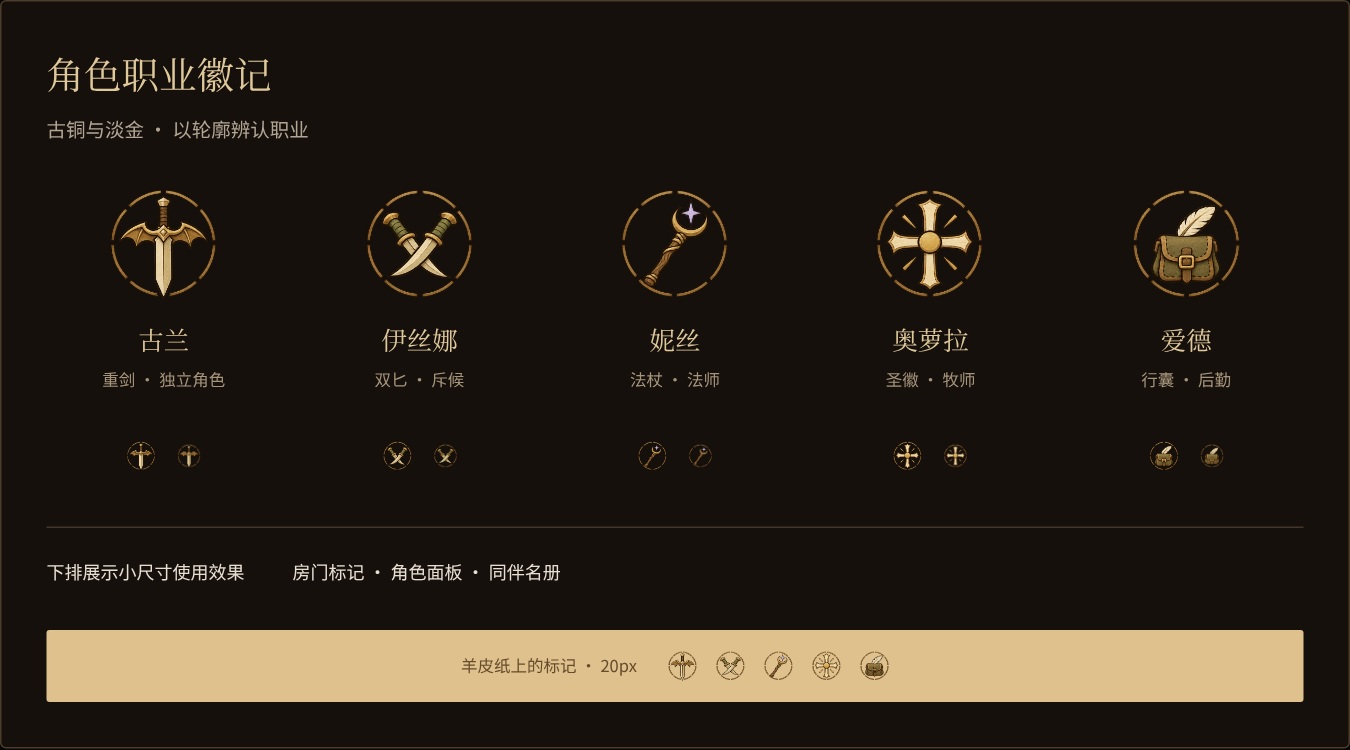 角色职业徽记
古铜与淡金 · 以轮廓辨认职业
古兰
重剑 · 独立角色
伊丝娜
双匕 · 斥候
妮丝
法杖 · 法师
奥萝拉
圣徽 · 牧师
爱德
行囊 · 后勤
下排展示小尺寸使用效果
房门标记 · 角色面板 · 同伴名册
羊皮纸上的标记 · 20px